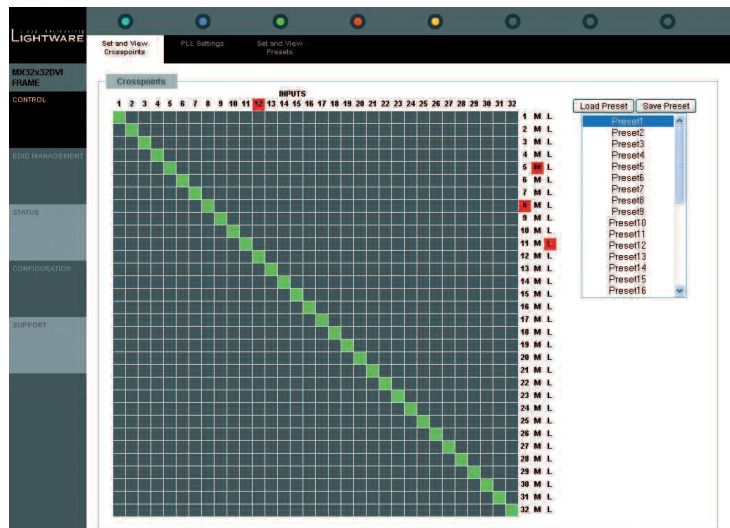 LIGHTWARE
Set and View
Crosspoints
PLL Settings
Set and View
Presets
MX32x32DVI
FRAME
CONTROL
EDID MANAGEMENT
STATUS
CONFIGURATION
SUPPORT
Crosspoints
INPUTS
1 2 3 4 5 6 7 8 9 10 11 12 13 14 15 16 17 18 19 20 21 22 23 24 25 26 27 28 29 30 31 32
1 M L
2 M L
3 M L
4 M L
5 M L
6 M L
7 M L
8 M L
9 M L
10 M L
11 M L
12 M L
13 M L
14 M L
15 M L
16 M L
17 M L
18 M L
19 M L
20 M L
21 M L
22 M L
23 M L
24 M L
25 M L
26 M L
27 M L
28 M L
29 M L
30 M L
31 M L
32 M L
Load Preset Save Preset
Preset1
Preset2
Preset3
Preset4
Preset5
Preset6
Preset7
Preset8
Preset9
Preset10
Preset11
Preset12
Preset13
Preset14
Preset15
Preset16